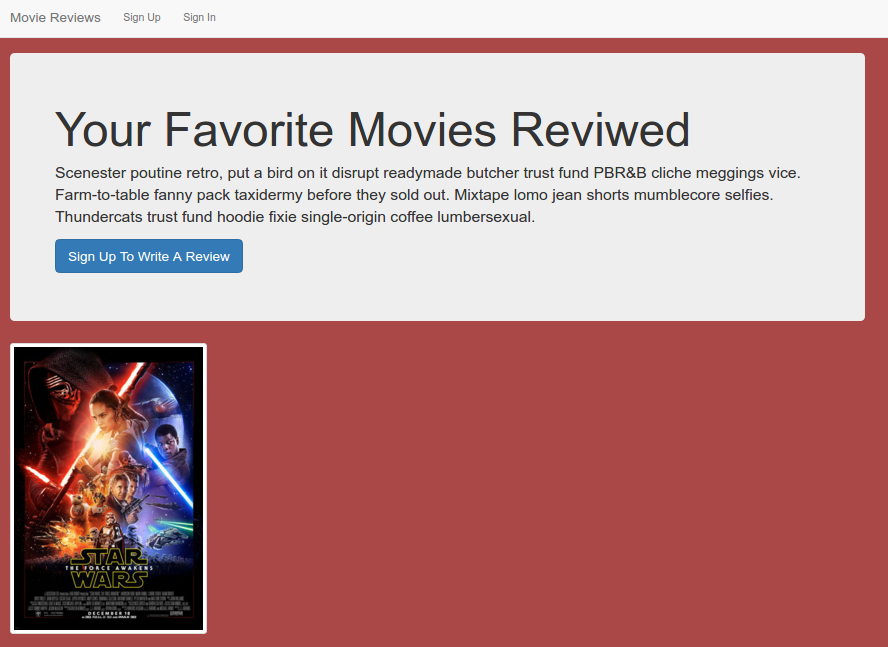 Movie Reviews Sign Up Sign In
Your Favorite Movies Reviwed
Scenester poutine retro, put a bird on it disrupt readymade butcher trust fund PBR&B cliche meggings vice.
Farm-to-table fanny pack taxidermy before they sold out. Mixtape lomo jean shorts mumblecore selfies.
Thundercats trust fund hoodie fixie single-origin coffee lumbersexual.
Sign Up To Write A Review
STAR
THE FORCE AWAKENS
WARS
DECEMBER 18